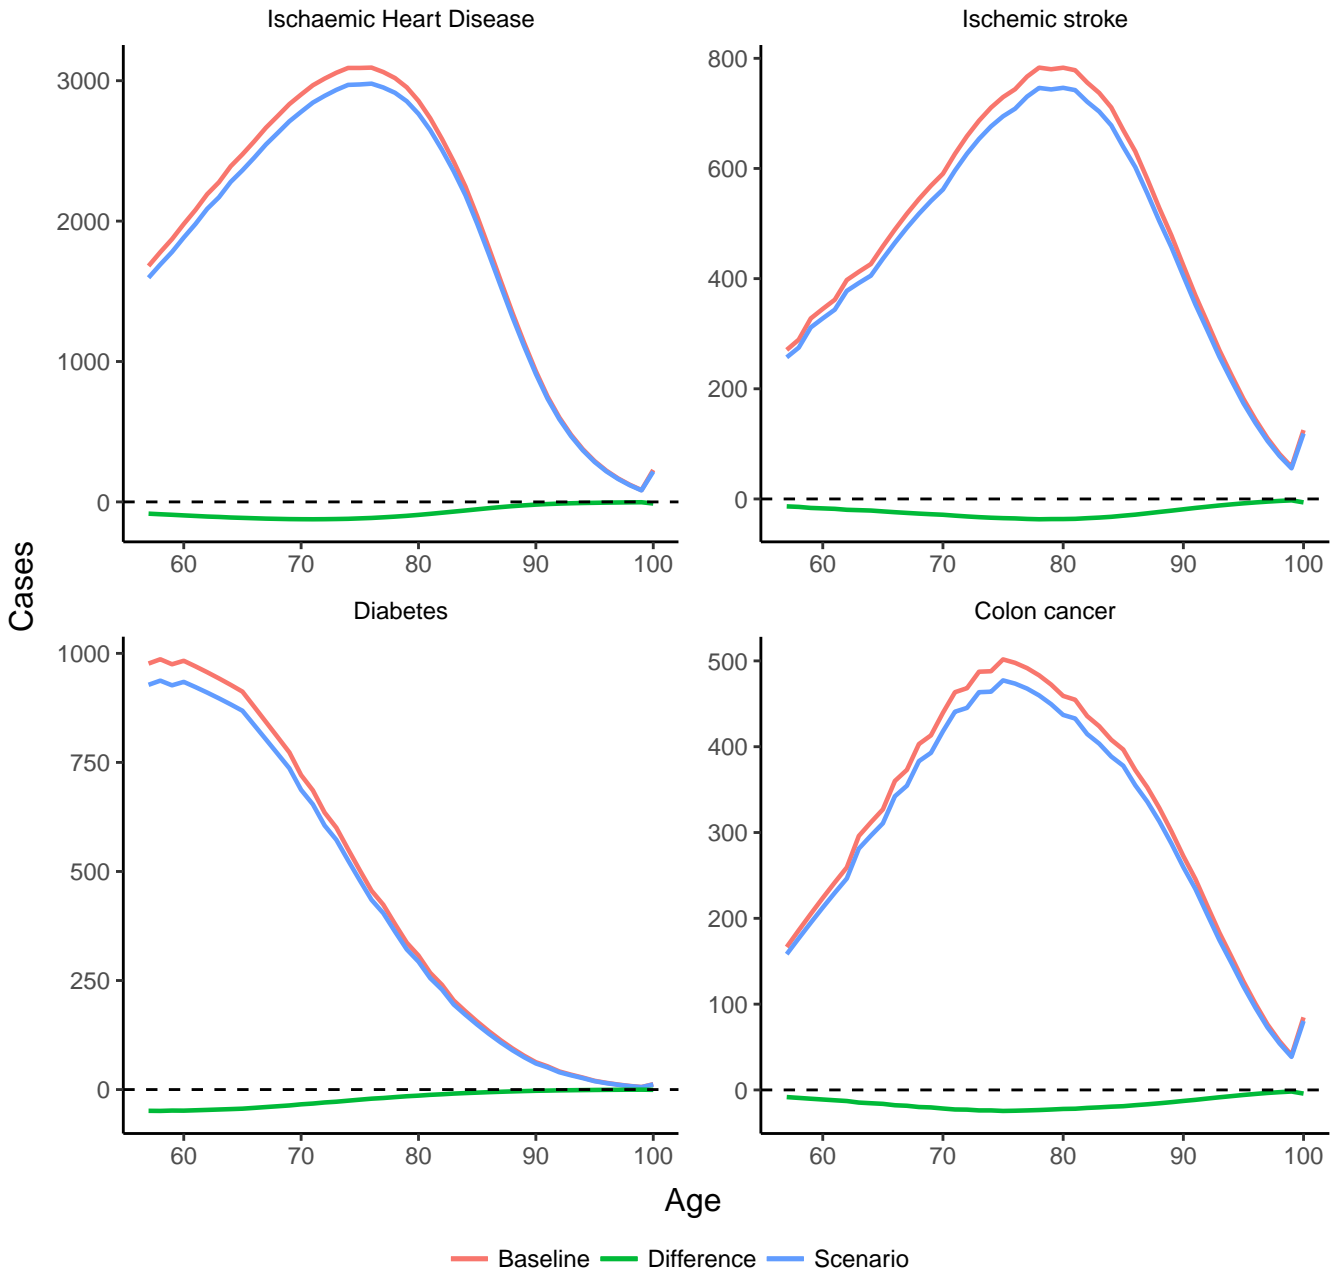 Ischaemic Heart Disease
3000
2000
1000
0
60 70 80 90 100
Ischemic stroke
800
600
400
200
0
60 70 80 90 100
Cases
Diabetes
1000
750
500
250
0
60 70 80 90 100
Colon cancer
500
400
300
200
100
0
60 70 80 90 100
Age
Baseline Difference Scenario